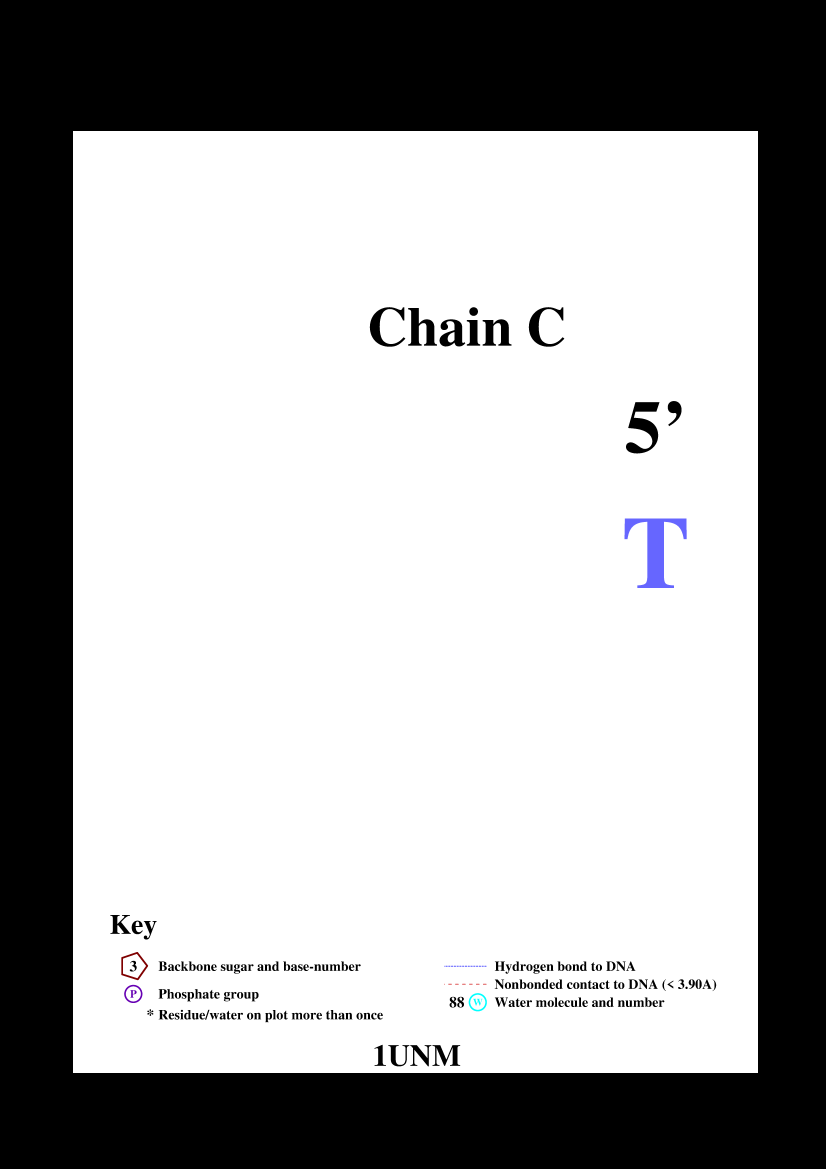 Chain C
5’
T
Key
3 Backbone sugar and base-number
P Phosphate group
* Residue/water on plot more than once
Hydrogen bond to DNA
Nonbonded contact to DNA (< 3.90A)
88 W Water molecule and number
1UNM